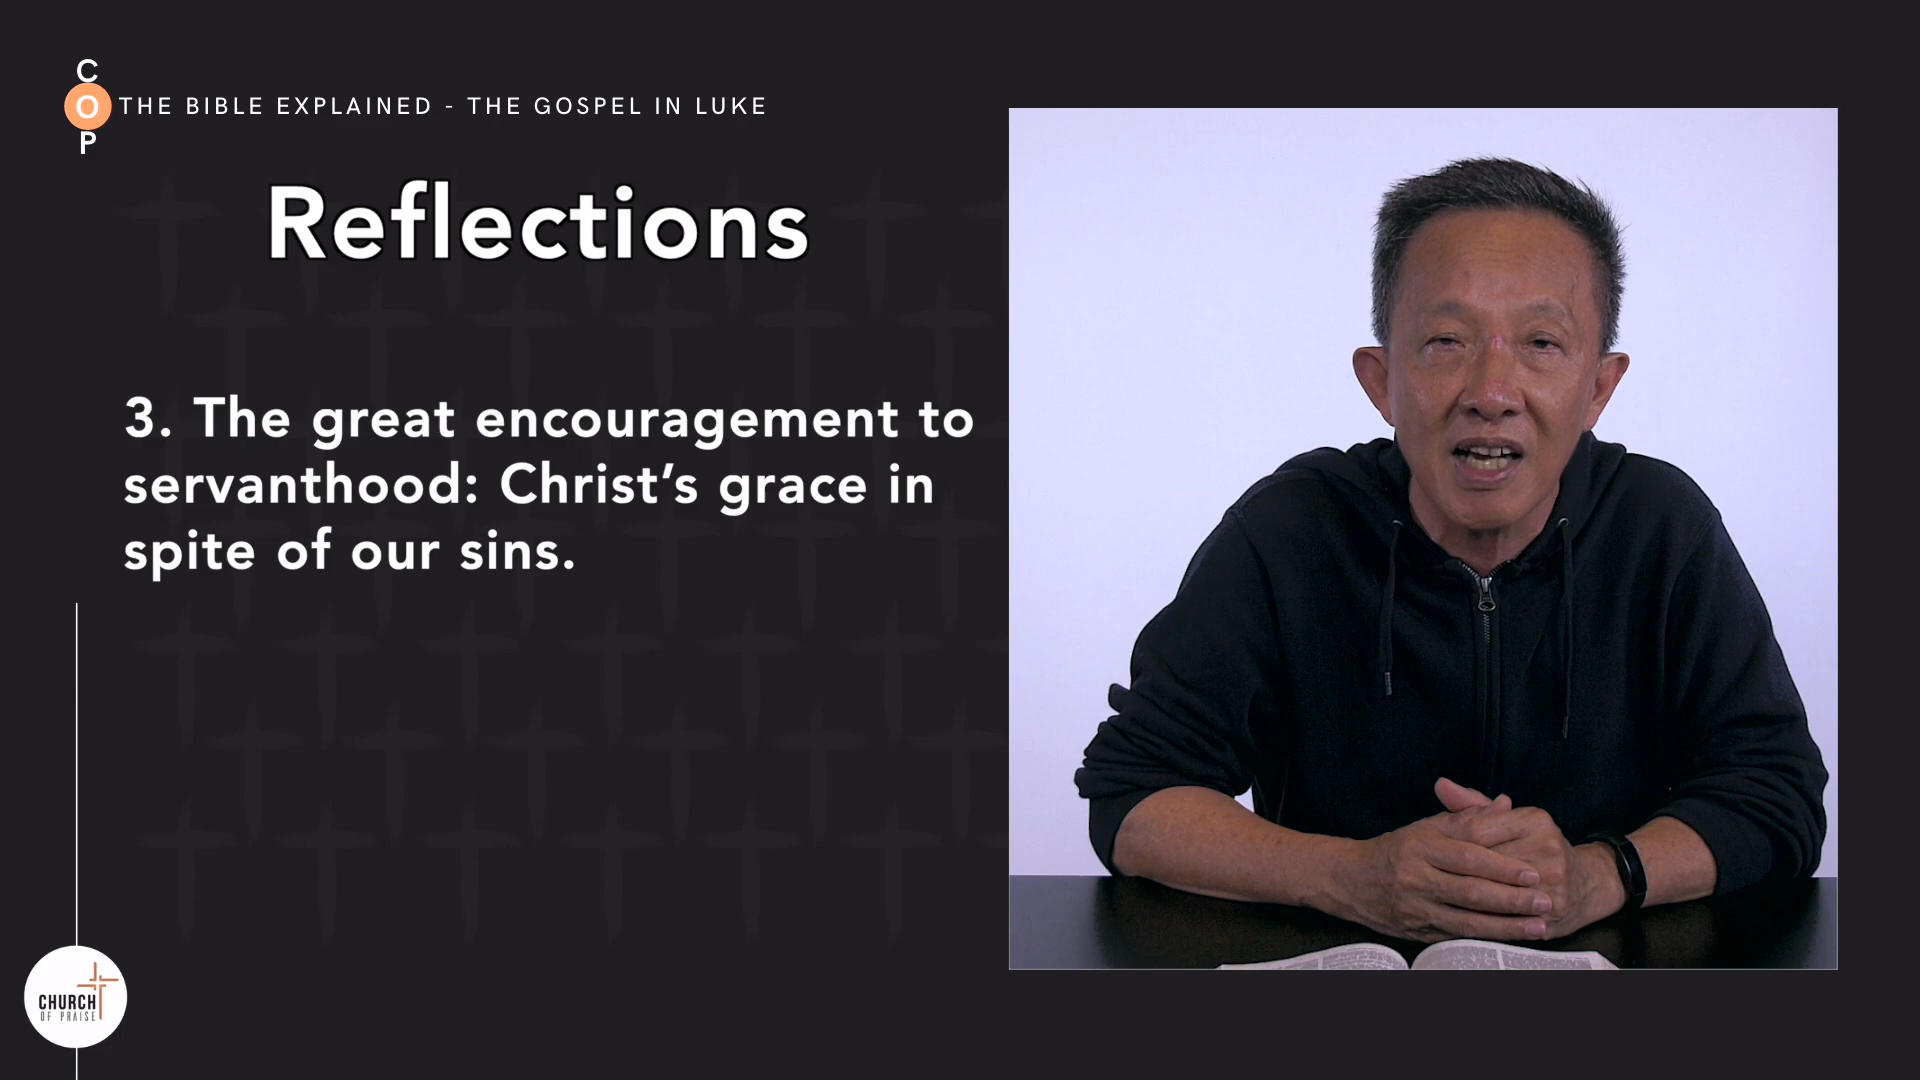 C
O
P
THE BIBLE EXPLAINED - THE GOSPEL IN LUKE
Reflections
3. The great encouragement to
servanthood: Christ’s grace in
spite of our sins.
CHURCH
OF PRAISE